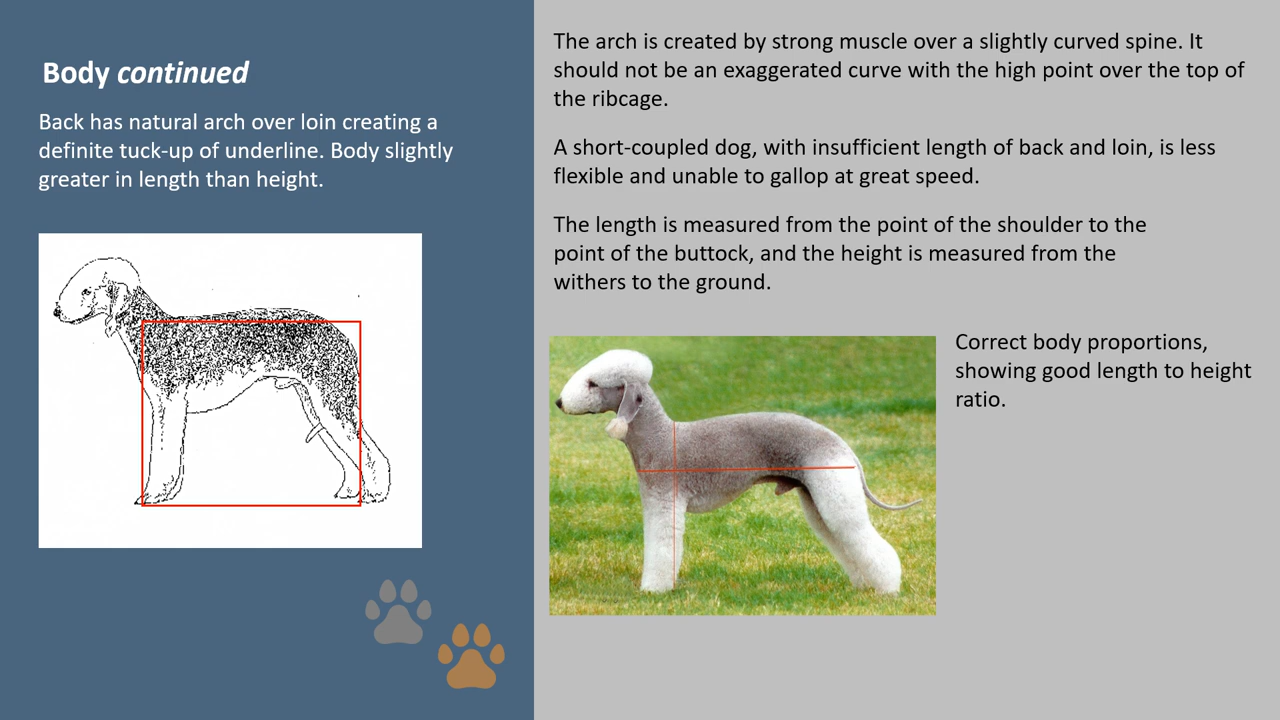 Body continued
Back has natural arch over loin creating a
definite tuck-up of underline. Body slightly
greater in length than height.
The arch is created by strong muscle over a slightly curved spine. It
should not be an exaggerated curve with the high point over the top of
the ribcage.
A short-coupled dog, with insufficient length of back and loin, is less
flexible and unable to gallop at great speed.
The length is measured from the point of the shoulder to the
point of the buttock, and the height is measured from the
withers to the ground.
Correct body proportions,
showing good length to height
ratio.